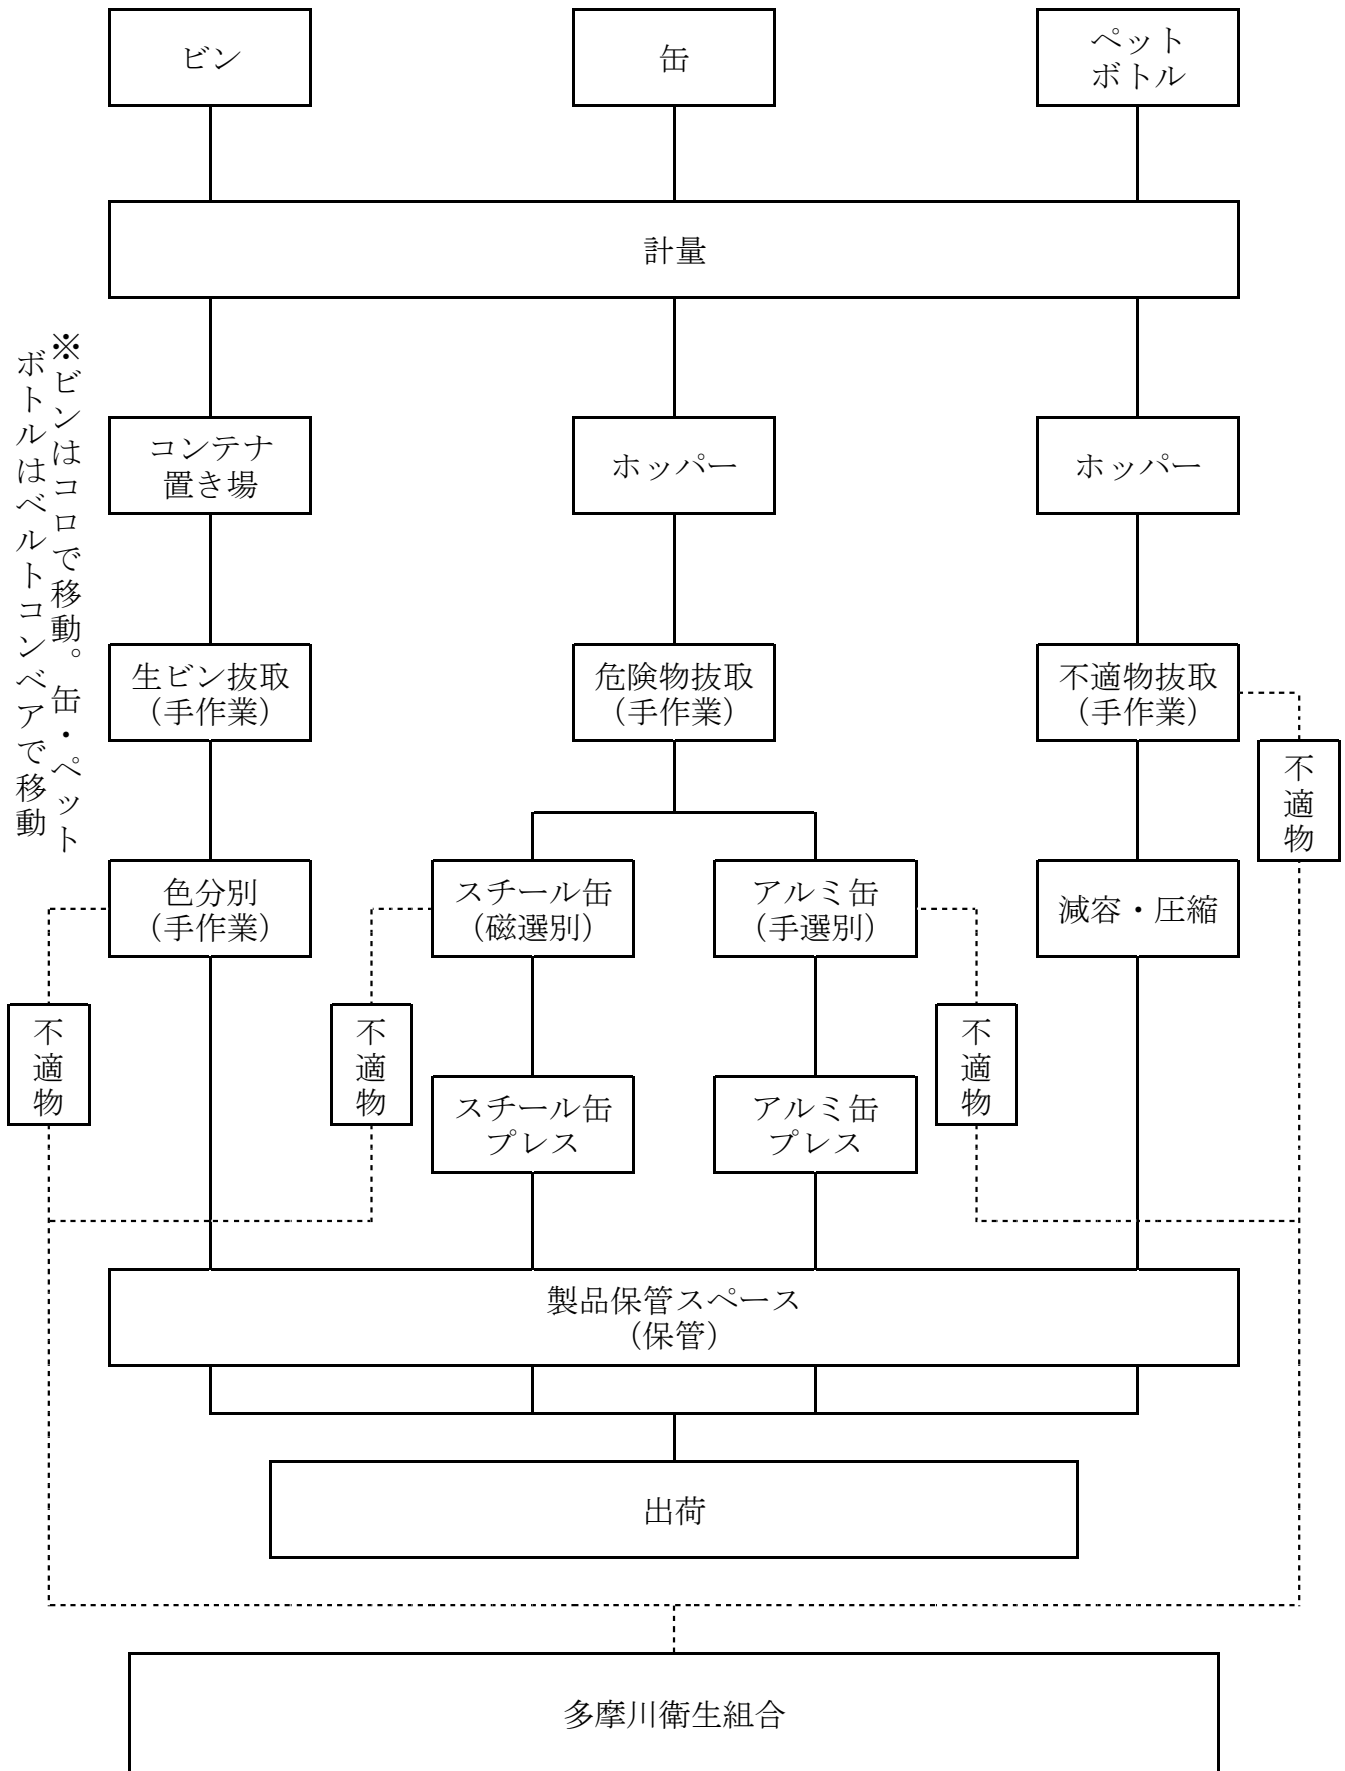 ビン
缶
ペット
ボトル
計量
※ビンはコロで移動。缶・ペット
ボトルはベルトコンベアで移動
コンテナ
置き場
ホッパー
ホッパー
生ビン抜取
（手作業）
危険物抜取
（手作業）
不適物抜取
（手作業）
不適物
色分別
（手作業）
スチール缶
（磁選別）
アルミ缶
（手選別）
減容・圧縮
不適物
不適物
不適物
スチール缶
プレス
アルミ缶
プレス
製品保管スペース
（保管）
出荷
多摩川衛生組合